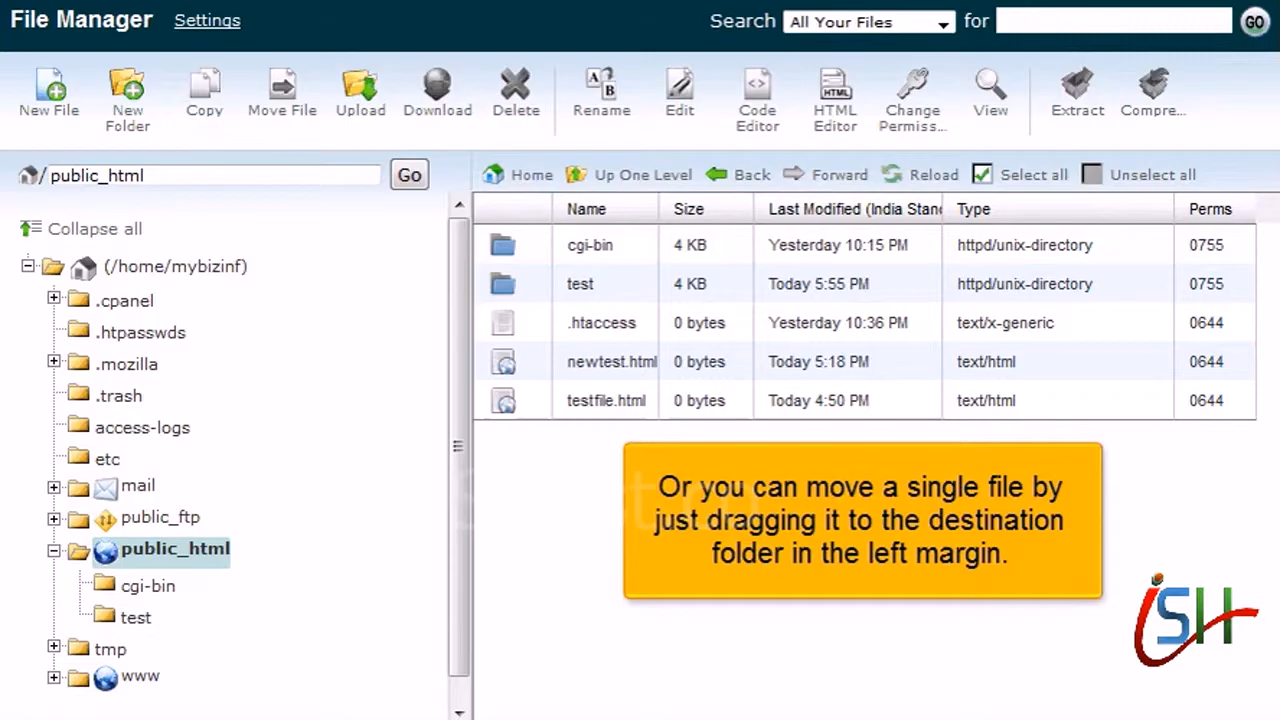 File Manager Settings Search All Your Files for GO
New File New Folder Copy Move File Upload Download Delete Rename Edit Code Editor HTML Editor Change Permiss... View Extract Compre...
/ public_html Go
Home Up One Level Back Forward Reload Select all Unselect all
Collapse all
(/home/mybizinf)
.cpanel
.htpasswds
.mozilla
.trash
access-logs
etc
mail
public_ftp
public_html
cgi-bin
test
tmp
www
Name Size Last Modified (India Stan Type Perms
cgi-bin 4 KB Yesterday 10:15 PM httpd/unix-directory 0755
test 4 KB Today 5:55 PM httpd/unix-directory 0755
.htaccess 0 bytes Yesterday 10:36 PM text/x-generic 0644
newtest.html 0 bytes Today 5:18 PM text/html 0644
testfile.html 0 bytes Today 4:50 PM text/html 0644
Or you can move a single file by
just dragging it to the destination
folder in the left margin.
iSH